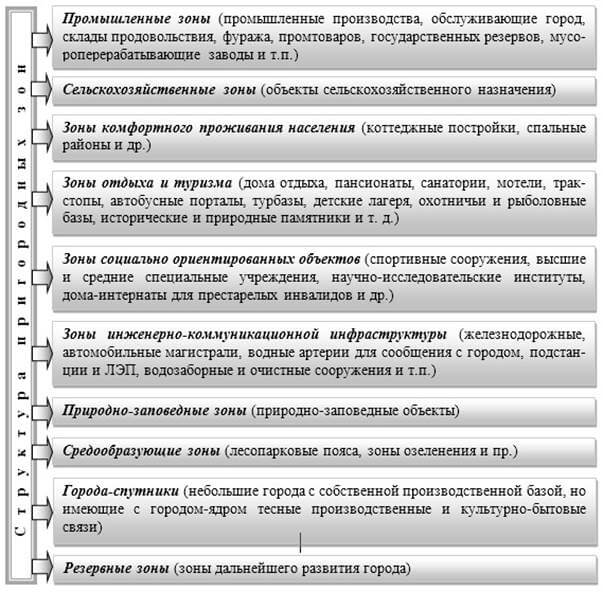 Структура пригородных зон
Промышленные зоны (промышленные производства, обслуживающие город,
склады продовольствия, фуража, промтоваров, государственных резервов, мусо-
роперерабатывающие заводы и т.п.)
Сельскохозяйственные зоны (объекты сельскохозяйственного назначения)
Зоны комфортного проживания населения (коттеджные постройки, спальные
районы и др.)
Зоны отдыха и туризма (дома отдыха, пансионаты, санатории, мотели, трак-
стопы, автобусные порталы, турбазы, детские лагеря, охотничьи и рыболовные
базы, исторические и природные памятники и т. д.)
Зоны социально ориентированных объектов (спортивные сооружения, высшие
и средние специальные учреждения, научно-исследовательские институты,
дома-интернаты для престарелых инвалидов и др.)
Зоны инженерно-коммуникационной инфраструктуры (железнодорожные,
автомобильные магистрали, водные артерии для сообщения с городом, подстан-
ции и ЛЭП, водозаборные и очистные сооружения и т.п.)
Природно-заповедные зоны (природно-заповедные объекты)
Средообразующие зоны (лесопарковые пояса, зоны озеленения и пр.)
Города-спутники (небольшие города с собственной производственной базой, но
имеющие с городом-ядром тесные производственные и культурно-бытовые
связи)
Резервные зоны (зоны дальнейшего развития города)